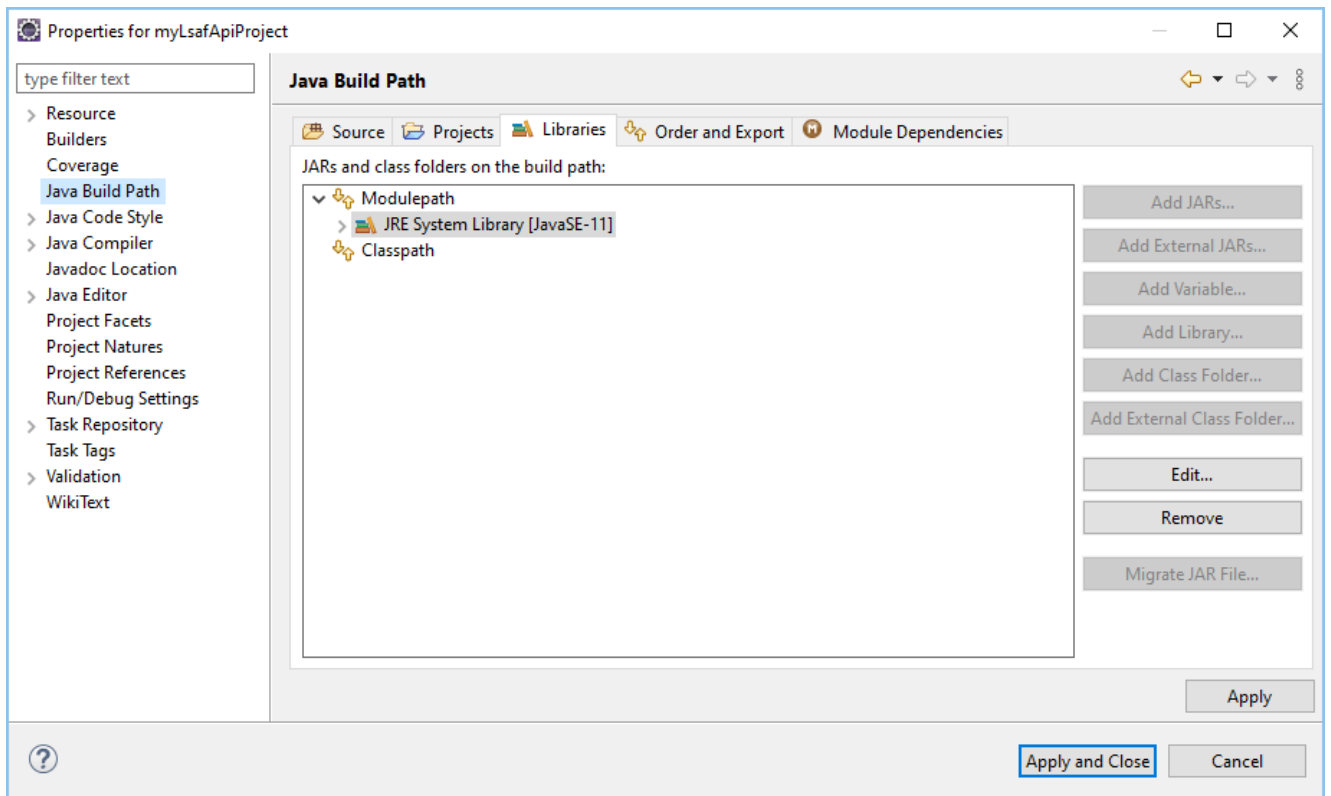 Properties for myLsafApiProject
type filter text
Java Build Path
Resource
Builders
Coverage
Java Build Path
Java Code Style
Java Compiler
Javadoc Location
Java Editor
Project Facets
Project Natures
Project References
Run/Debug Settings
Task Repository
Task Tags
Validation
WikiText
Source Projects Libraries Order and Export Module Dependencies
JARs and class folders on the build path:
Modulepath
JRE System Library [JavaSE-11]
Classpath
Add JARs...
Add External JARs...
Add Variable...
Add Library...
Add Class Folder...
Add External Class Folder...
Edit...
Remove
Migrate JAR File...
Apply
Apply and Close Cancel